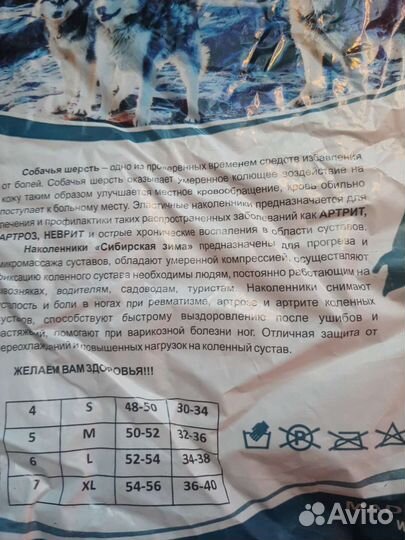 Собачья шерсть – одно из проверенных временем средств избавления
от болей. Собачья шерсть оказывает умеренное колющее воздействие на
кожу таким образом улучшается местное кровообращение, кровь обильно
поступает к больному месту. Эластичные наколенники предназначается для
лечения и профилактики таких распространенных заболеваний как АРТРИТ,
АРТРОЗ, НЕВРИТ и острые хронические воспаления в области суставов.
Наколенники «Сибирская зима» предназначены для прогрева и
микромассажа суставов, обладают умеренной компрессией, осуществляют
фиксацию коленного сустава необходимы людям, постоянно работающим на
сквозняках, водителям, садоводам, туристам. Наколенники снимают
усталость и боли в ногах при ревматизме, артрозе и артрите коленных
суставов, способствуют быстрому выздоровлению после ушибов и
растяжений, помогают при варикозной болезни ног. Отличная защита от
переохлаждений и повышенных нагрузок на коленный сустав.
ЖЕЛАЕМ ВАМ ЗДОРОВЬЯ!!!
4 S 48-50 30-34
5 M 50-52 32-36
6 L 52-54 34-38
7 XL 54-56 36-40
P
Avito